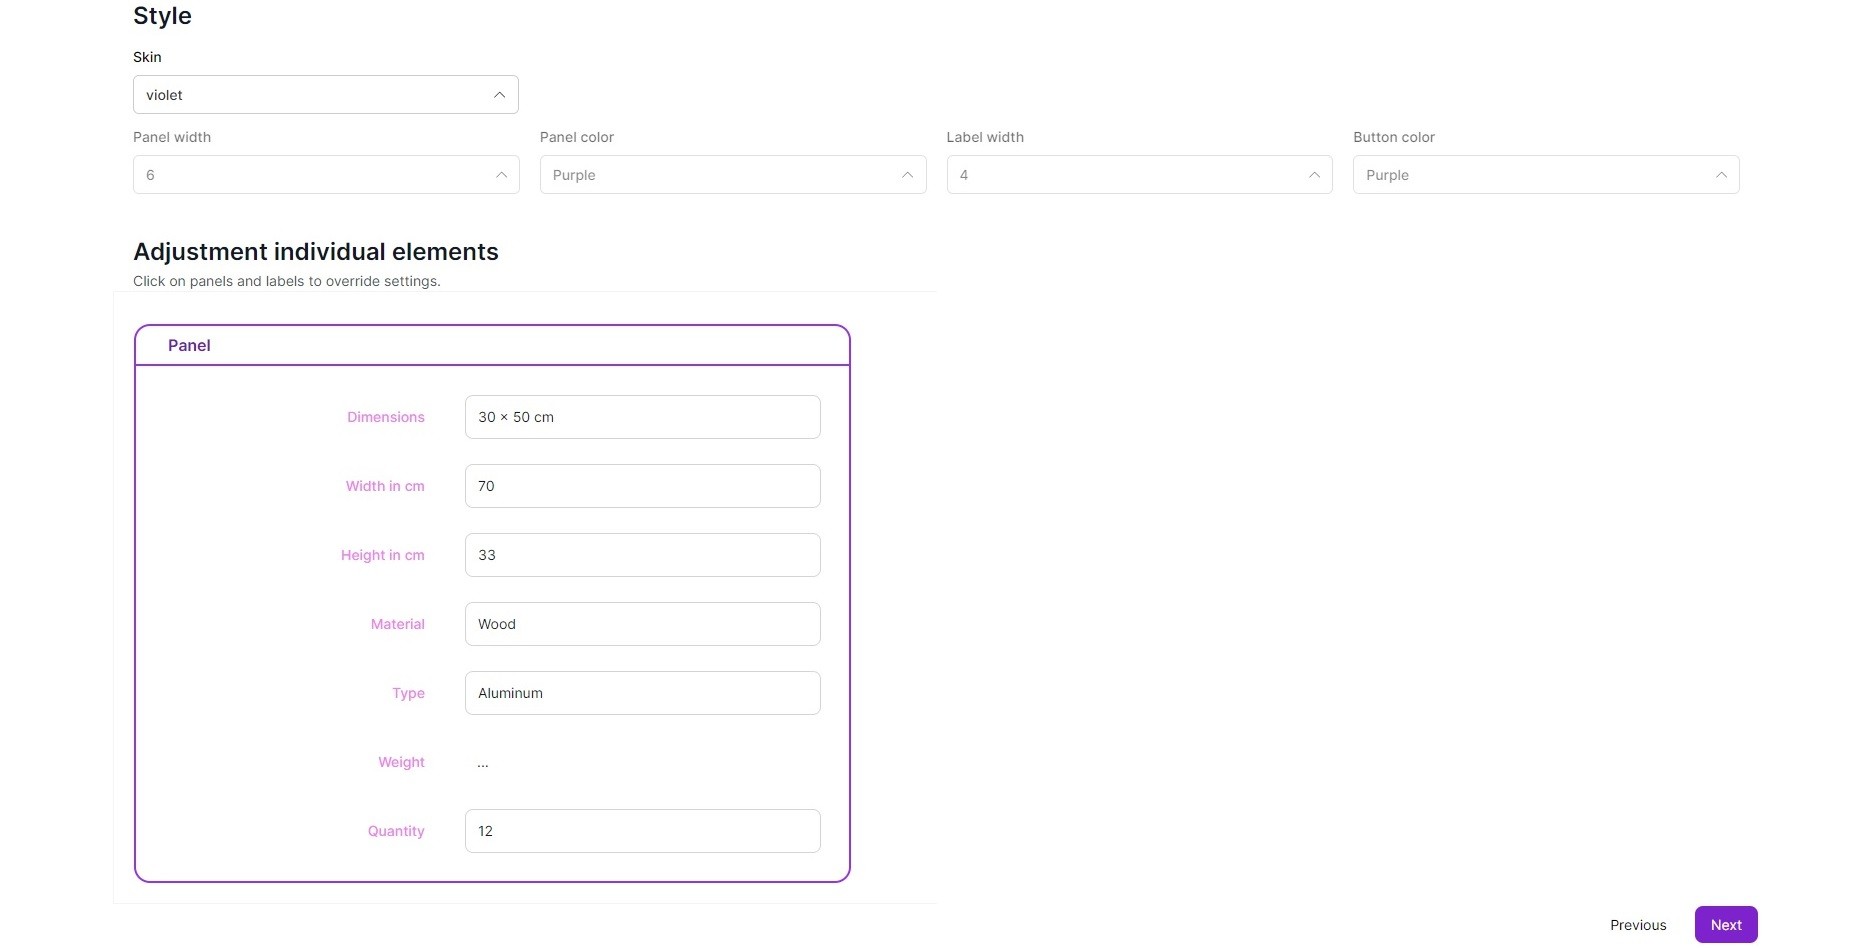 Style
Skin
violet
Panel width Panel color Label width Button color
6 Purple 4 Purple
Adjustment individual elements
Click on panels and labels to override settings.
Panel
Dimensions 30 × 50 cm
Width in cm 70
Height in cm 33
Material Wood
Type Aluminum
Weight ...
Quantity 12
Previous Next